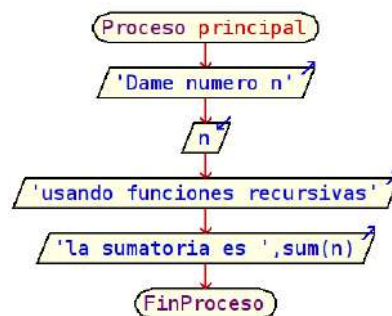 Proceso principal
'Dame numero n'
n
'usando funciones recursivas'
'la sumatoria es ',sum(n)
FinProceso